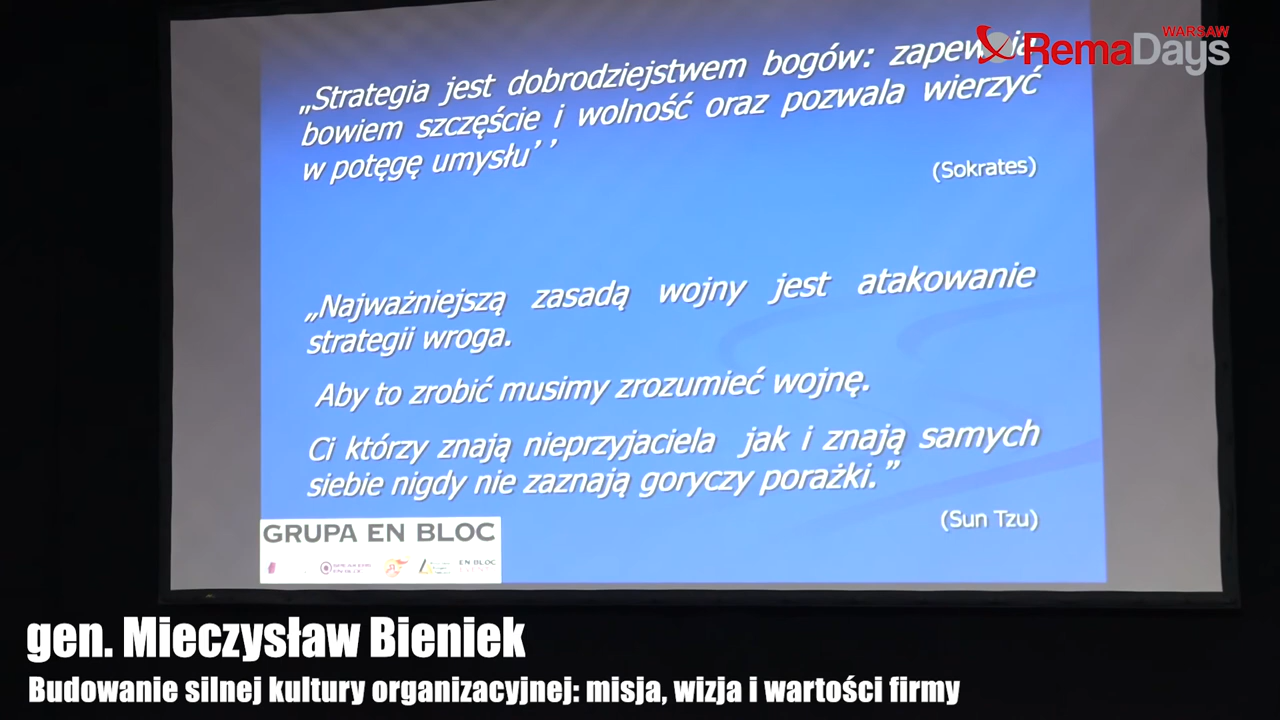 WARSAW
RemaDays
„Strategia jest dobrodziejstwem bogów: zapewnia
bowiem szczęście i wolność oraz pozwala wierzyć
w potęgę umysłu’’
(Sokrates)
„Najważniejszą zasadą wojny jest atakowanie
strategii wroga.
Aby to zrobić musimy zrozumieć wojnę.
Ci którzy znają nieprzyjaciela jak i znają samych
siebie nigdy nie zaznają goryczy porażki.”
(Sun Tzu)
GRUPA EN BLOC
EN BLOC
gen. Mieczysław Bieniek
Budowanie silnej kultury organizacyjnej: misja, wizja i wartości firmy